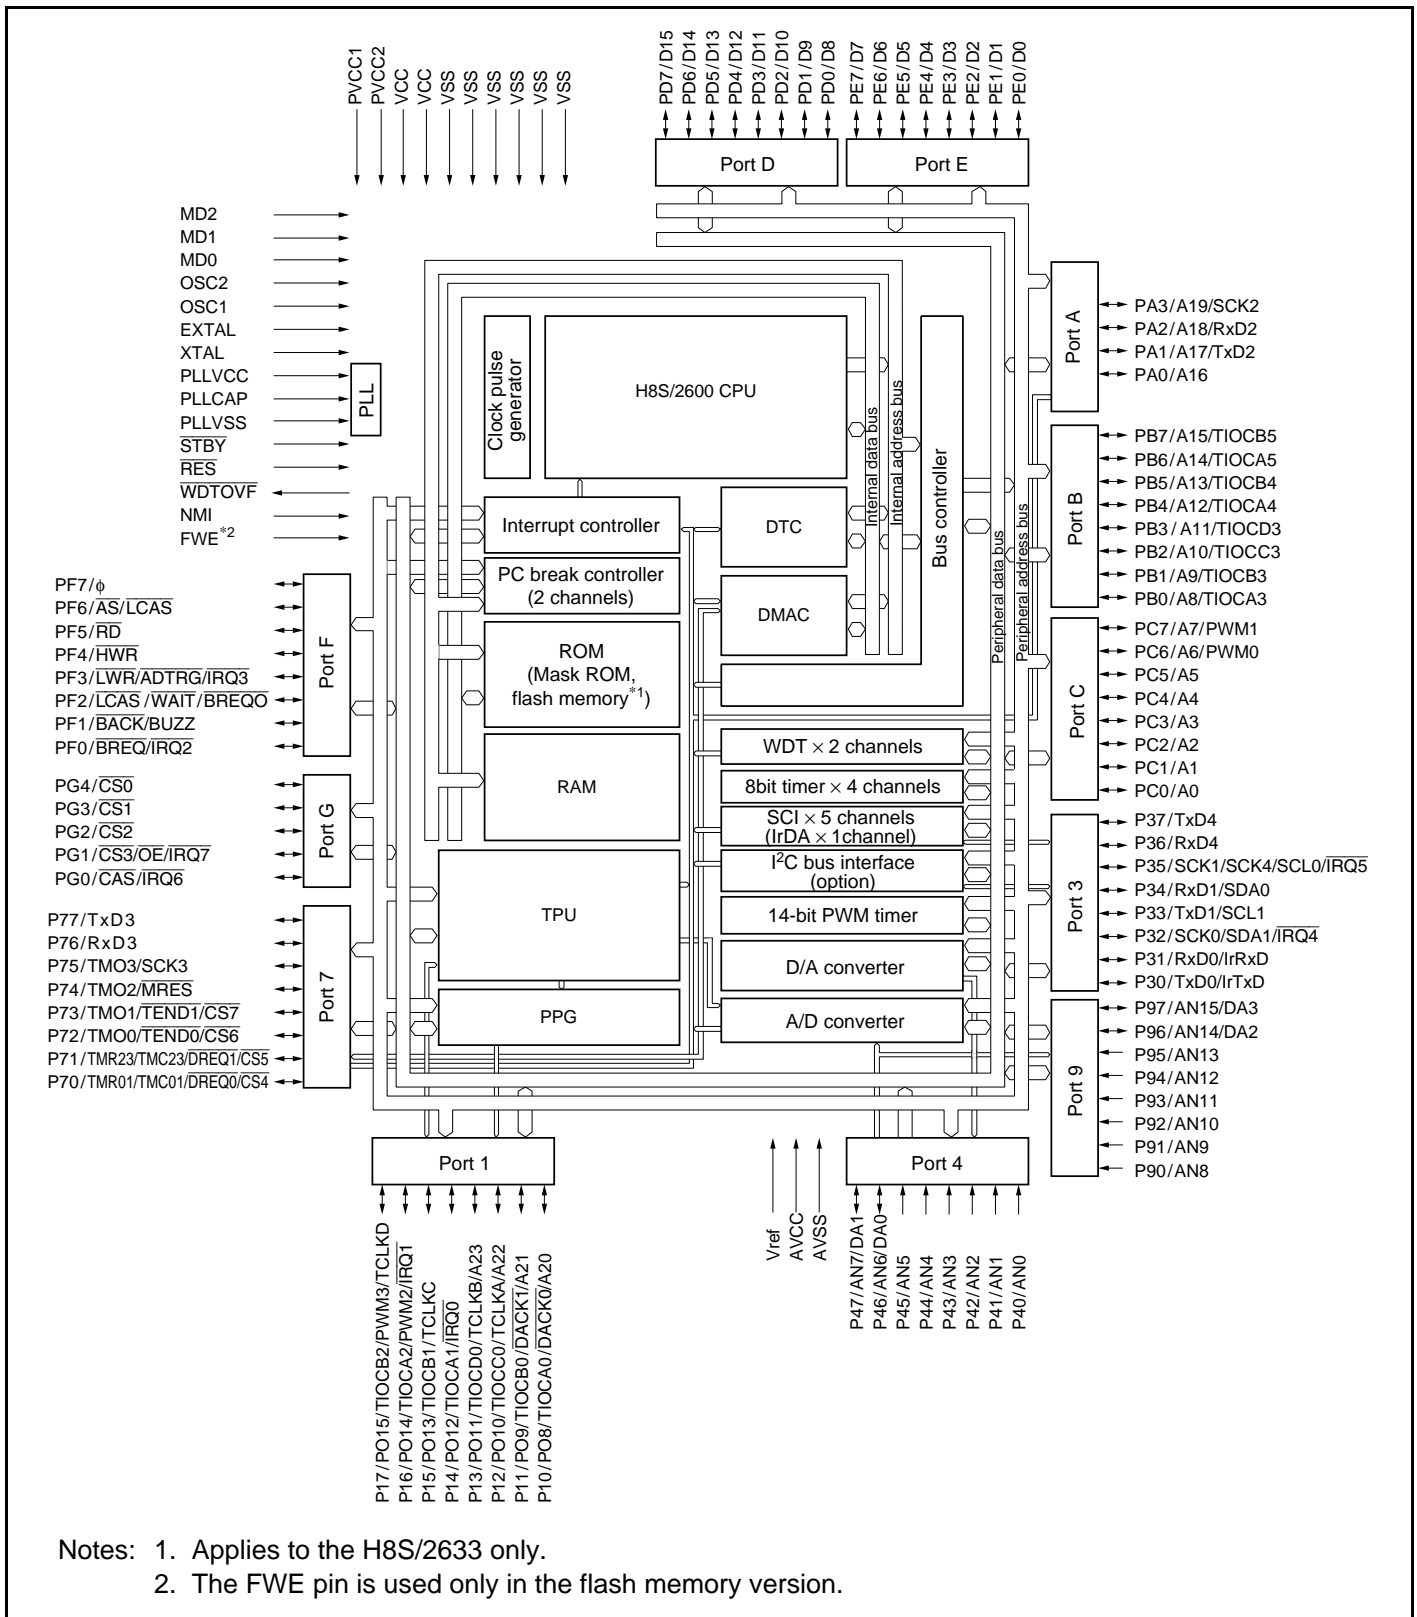 PVCC1
PVCC2
VCC
VCC
VSS
VSS
VSS
VSS
VSS
VSS
PD7/D15
PD6/D14
PD5/D13
PD4/D12
PD3/D11
PD2/D10
PD1/D9
PD0/D8
PE7/D7
PE6/D6
PE5/D5
PE4/D4
PE3/D3
PE2/D2
PE1/D1
PE0/D0
Port D
Port E
MD2
MD1
MD0
OSC2
OSC1
EXTAL
XTAL
PLLVCC
PLLCAP
PLLVSS
STBY
RES
WDTOVF
NMI
FWE*2
PLL
Clock pulse
generator
H8S/2600 CPU
Internal data bus
Internal address bus
Bus controller
Peripheral data bus
Peripheral address bus
Interrupt controller
PC break controller
(2 channels)
ROM
(Mask ROM,
flash memory*1)
RAM
TPU
PPG
DTC
DMAC
WDT × 2 channels
8bit timer × 4 channels
SCI × 5 channels
(IrDA × 1channel)
I2C bus interface
(option)
14-bit PWM timer
D/A converter
A/D converter
Port A
PA3/A19/SCK2
PA2/A18/RxD2
PA1/A17/TxD2
PA0/A16
Port B
PB7/A15/TIOCB5
PB6/A14/TIOCA5
PB5/A13/TIOCB4
PB4/A12/TIOCA4
PB3/A11/TIOCD3
PB2/A10/TIOCC3
PB1/A9/TIOCB3
PB0/A8/TIOCA3
Port C
PC7/A7/PWM1
PC6/A6/PWM0
PC5/A5
PC4/A4
PC3/A3
PC2/A2
PC1/A1
PC0/A0
Port 3
P37/TxD4
P36/RxD4
P35/SCK1/SCK4/SCL0/IRQ5
P34/RxD1/SDA0
P33/TxD1/SCL1
P32/SCK0/SDA1/IRQ4
P31/RxD0/IrRxD
P30/TxD0/IrTxD
Port 9
P97/AN15/DA3
P96/AN14/DA2
P95/AN13
P94/AN12
P93/AN11
P92/AN10
P91/AN9
P90/AN8
PF7/ϕ
PF6/AS/LCAS
PF5/RD
PF4/HWR
PF3/LWR/ADTRG/IRQ3
PF2/LCAS/WAIT/BREQO
PF1/BACK/BUZZ
PF0/BREQ/IRQ2
Port F
PG4/CS0
PG3/CS1
PG2/CS2
PG1/CS3/OE/IRQ7
PG0/CAS/IRQ6
Port G
P77/TxD3
P76/RxD3
P75/TMO3/SCK3
P74/TMO2/MRES
P73/TMO1/TEND1/CS7
P72/TMO0/TEND0/CS6
P71/TMR23/TMC23/DREQ1/CS5
P70/TMR01/TMC01/DREQ0/CS4
Port 7
Port 1
P17/PO15/TIOCB2/PWM3/TCLKD
P16/PO14/TIOCA2/PWM2/IRQ1
P15/PO13/TIOCB1/TCLKC
P14/PO12/TIOCA1/IRQ0
P13/PO11/TIOCD0/TCLKB/A23
P12/PO10/TIOCC0/TCLKA/A22
P11/PO9/TIOCB0/DACK1/A21
P10/PO8/TIOCA0/DACK0/A20
Vref
AVCC
AVSS
Port 4
P47/AN7/DA1
P46/AN6/DA0
P45/AN5
P44/AN4
P43/AN3
P42/AN2
P41/AN1
P40/AN0
Notes: 1. Applies to the H8S/2633 only.
2. The FWE pin is used only in the flash memory version.